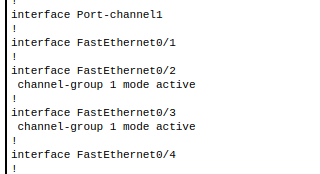 !
interface Port-channel1
!
interface FastEthernet0/1
!
interface FastEthernet0/2
 channel-group 1 mode active
!
interface FastEthernet0/3
 channel-group 1 mode active
!
interface FastEthernet0/4
!